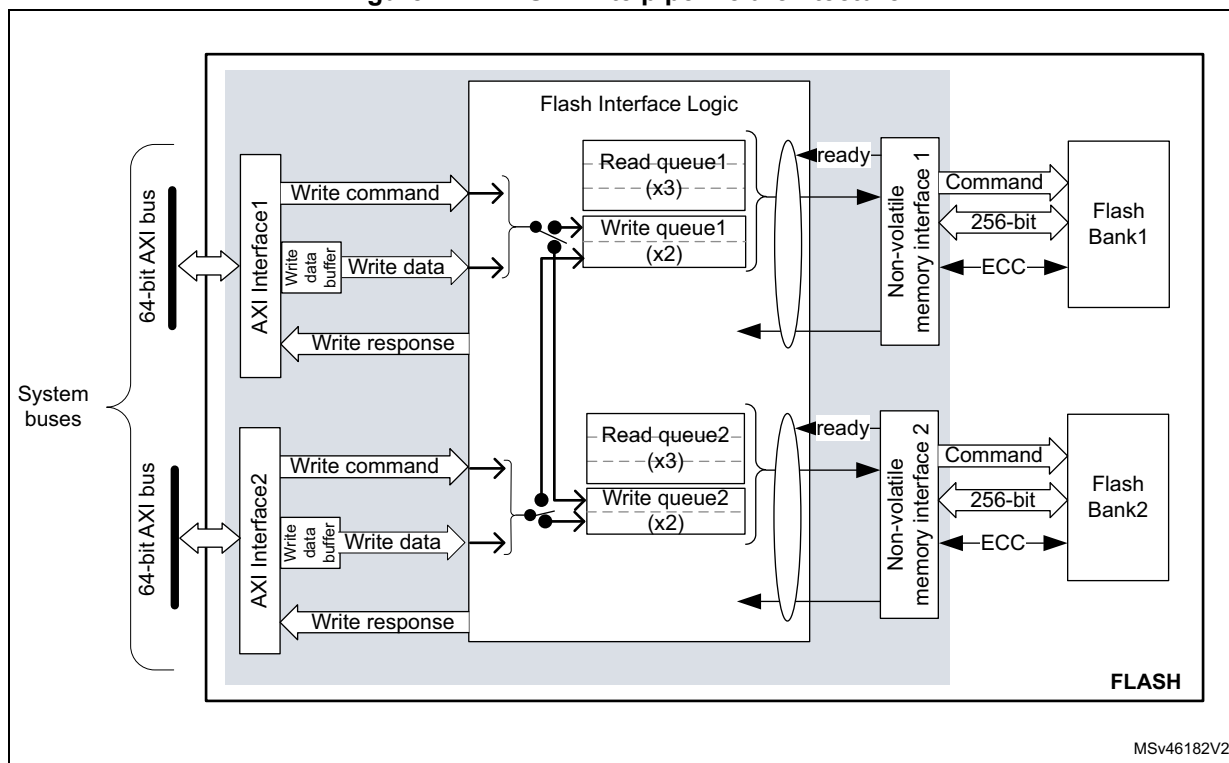 Flash Interface Logic
Read queue1
(x3)
ready
Write command
Write queue1
(x2)
Write data buffer
Write data
Write response
64-bit AXI bus
AXI Interface1
Non-volatile memory interface 1
Command
256-bit
ECC
Flash
Bank1
System
buses
Read queue2
(x3)
ready
Write command
Write queue2
(x2)
Write data buffer
Write data
Write response
64-bit AXI bus
AXI Interface2
Non-volatile memory interface 2
Command
256-bit
ECC
Flash
Bank2
FLASH
MSv46182V2